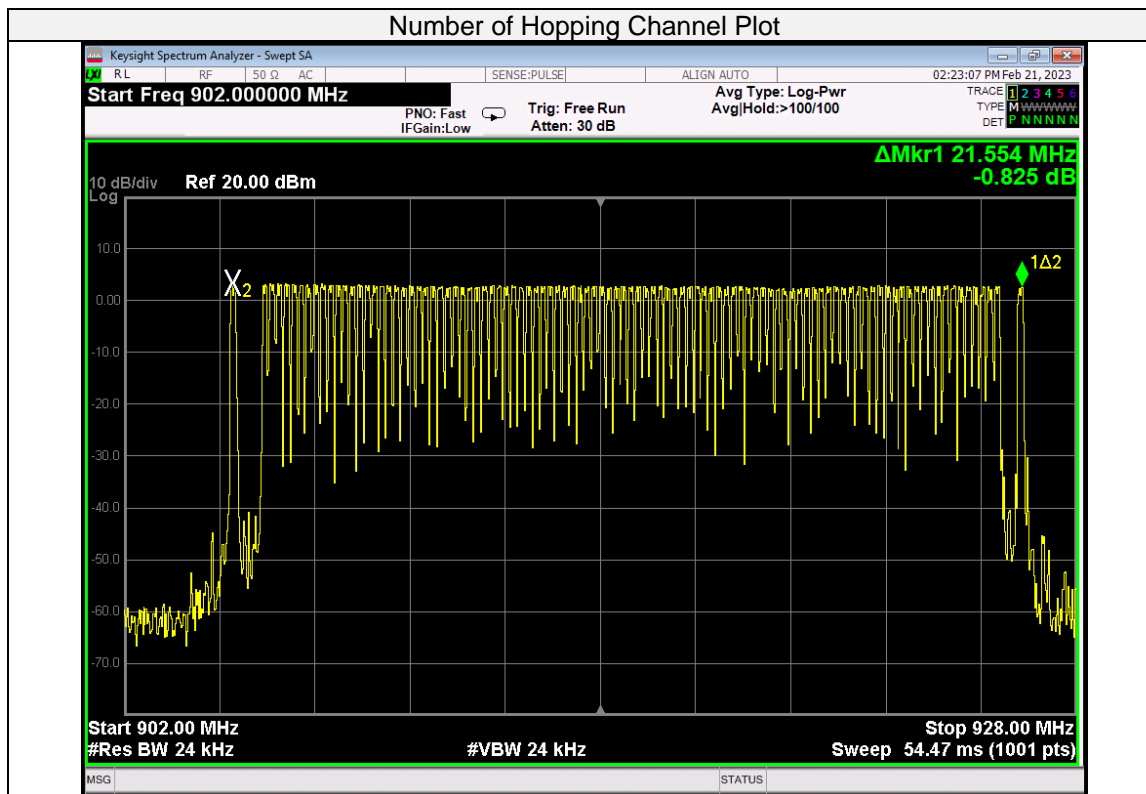 Number of Hopping Channel Plot
Keysight Spectrum Analyzer - Swept SA
LXI RL RF 50 Ω AC SENSE:PULSE ALIGN AUTO 02:23:07 PM Feb 21, 2023
Start Freq 902.000000 MHz
PNO: Fast
IFGain:Low
Trig: Free Run
Atten: 30 dB
Avg Type: Log-Pwr
Avg|Hold:>100/100
TRACE 1 2 3 4 5 6
TYPE M WWWWW
DET P N N N N N
ΔMkr1 21.554 MHz
-0.825 dB
10 dB/div Ref 20.00 dBm
Log
10.0
0.00
-10.0
-20.0
-30.0
-40.0
-50.0
-60.0
-70.0
X2
1Δ2
Start 902.00 MHz
#Res BW 24 kHz
#VBW 24 kHz
Stop 928.00 MHz
Sweep 54.47 ms (1001 pts)
MSG STATUS